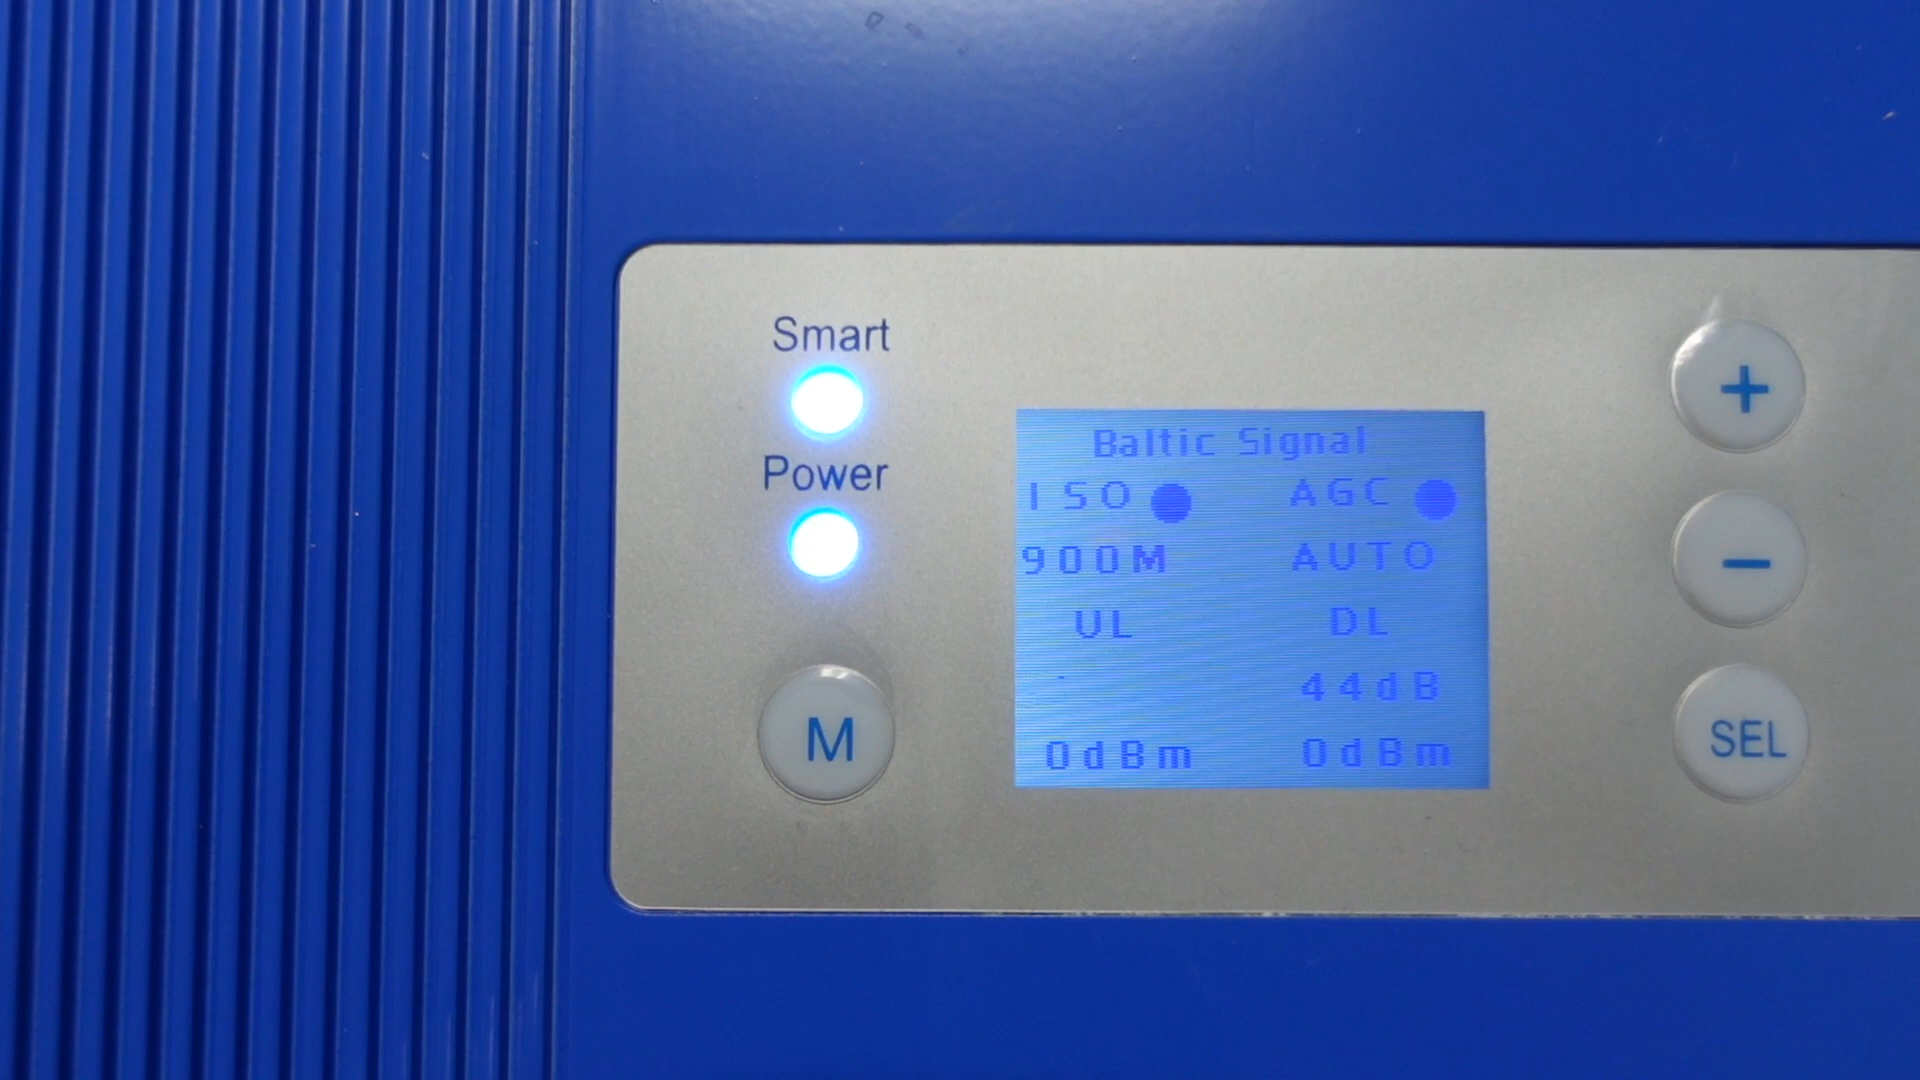 Smart
Power
M
Baltic Signal
ISO AGC
900M AUTO
UL DL
44dB
0dBm 0dBm
+
-
SEL